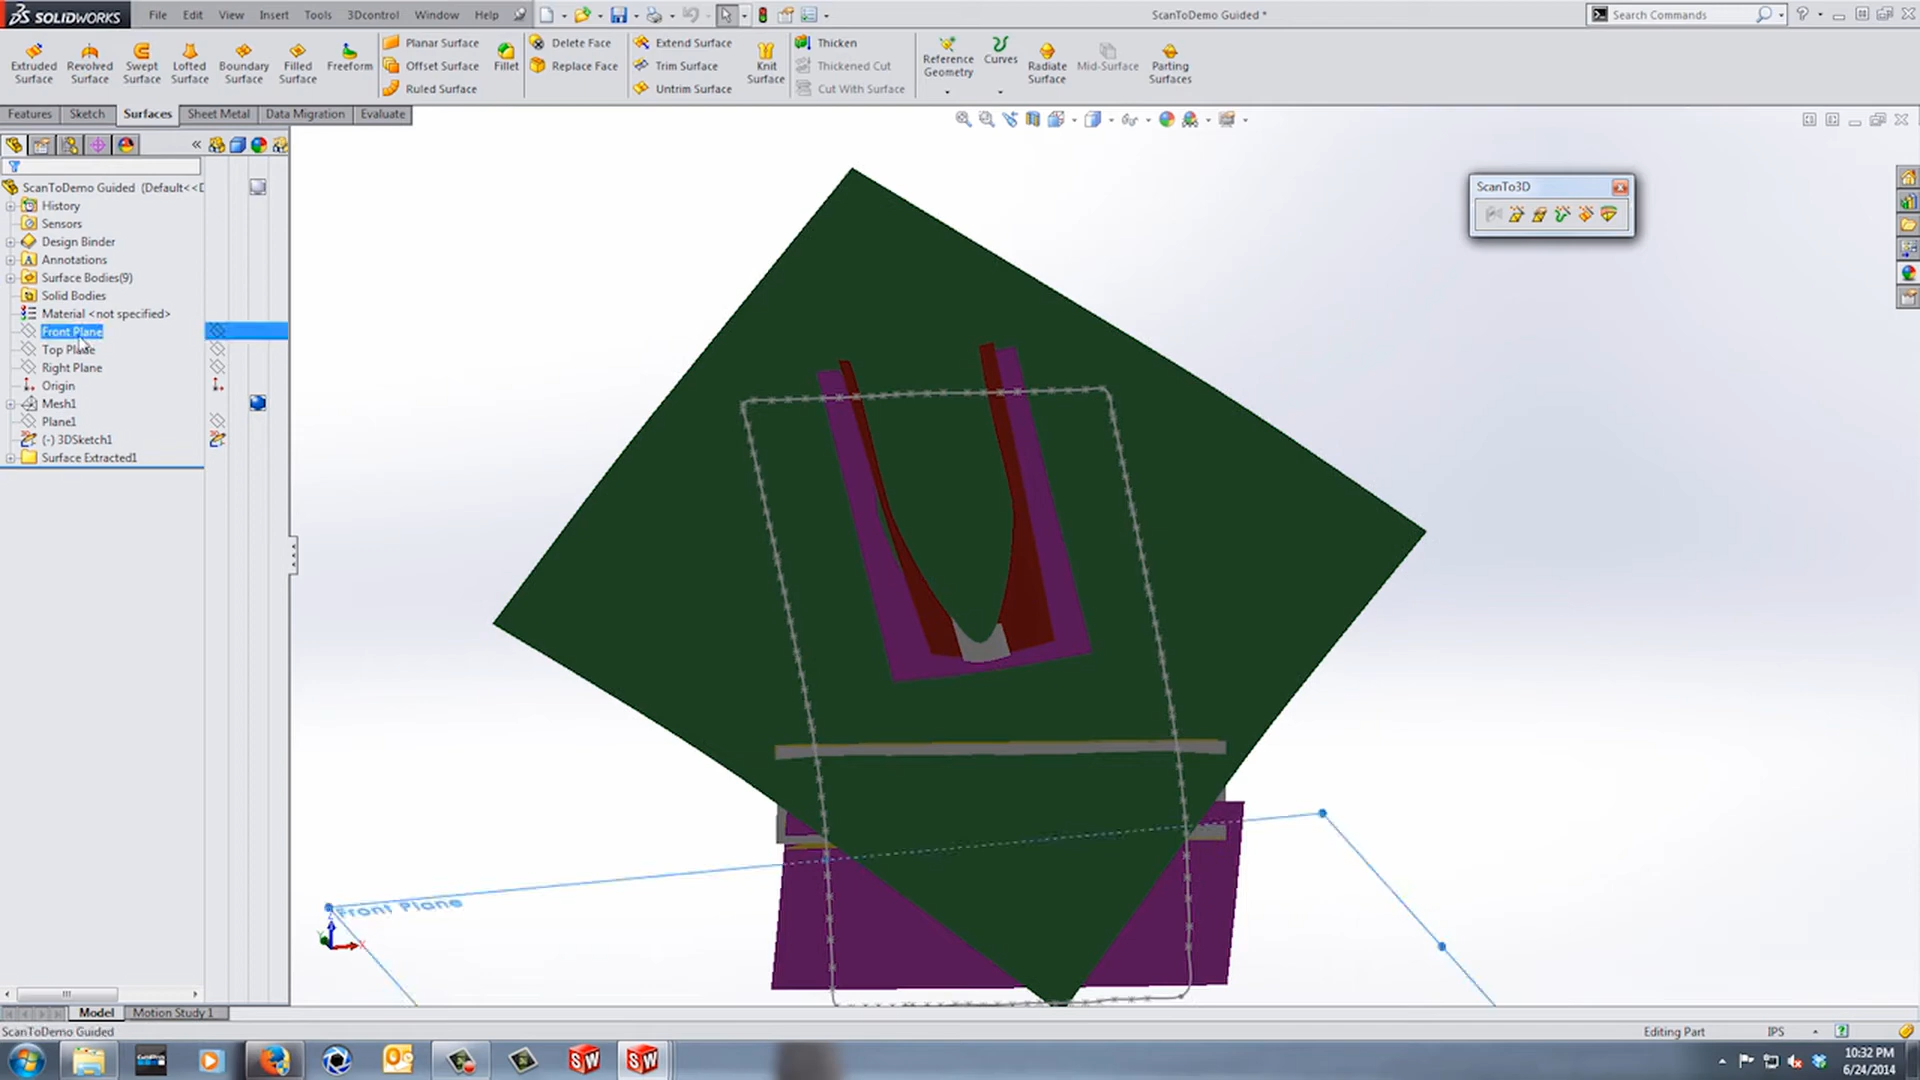 SOLIDWORKS
File Edit View Insert Tools 3Dcontrol Window Help
ScanToDemo Guided *
Search Commands
Extruded Surface
Revolved Surface
Swept Surface
Lofted Surface
Boundary Surface
Filled Surface
Freeform
Planar Surface
Offset Surface
Ruled Surface
Fillet
Delete Face
Replace Face
Extend Surface
Trim Surface
Untrim Surface
Knit Surface
Thicken
Thickened Cut
Cut With Surface
Reference Geometry
Curves
Radiate Surface
Mid-Surface
Parting Surfaces
Features Sketch Surfaces Sheet Metal Data Migration Evaluate
ScanTo3D
ScanToDemo Guided (Default<<D
History
Sensors
Design Binder
Annotations
Surface Bodies(9)
Solid Bodies
Material <not specified>
Front Plane
Top Plane
Right Plane
Origin
Mesh1
Plane1
(-) 3DSketch1
Surface Extracted1
Front Plane
Z
Y
X
Model Motion Study 1
ScanToDemo Guided
Editing Part
IPS
10:32 PM
6/24/2014